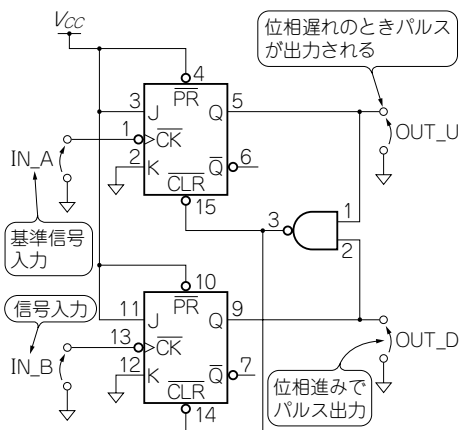 VCC
位相遅れのときパルス
が出力される
4
PR
3
J
Q
5
1
CK
OUT_U
IN_A
2
K
Q
6
CLR
15
3
1
2
基準信号
入力
10
PR
11
J
Q
9
信号入力
13
CK
OUT_D
IN_B
12
K
Q
7
CLR
14
位相進みで
パルス出力